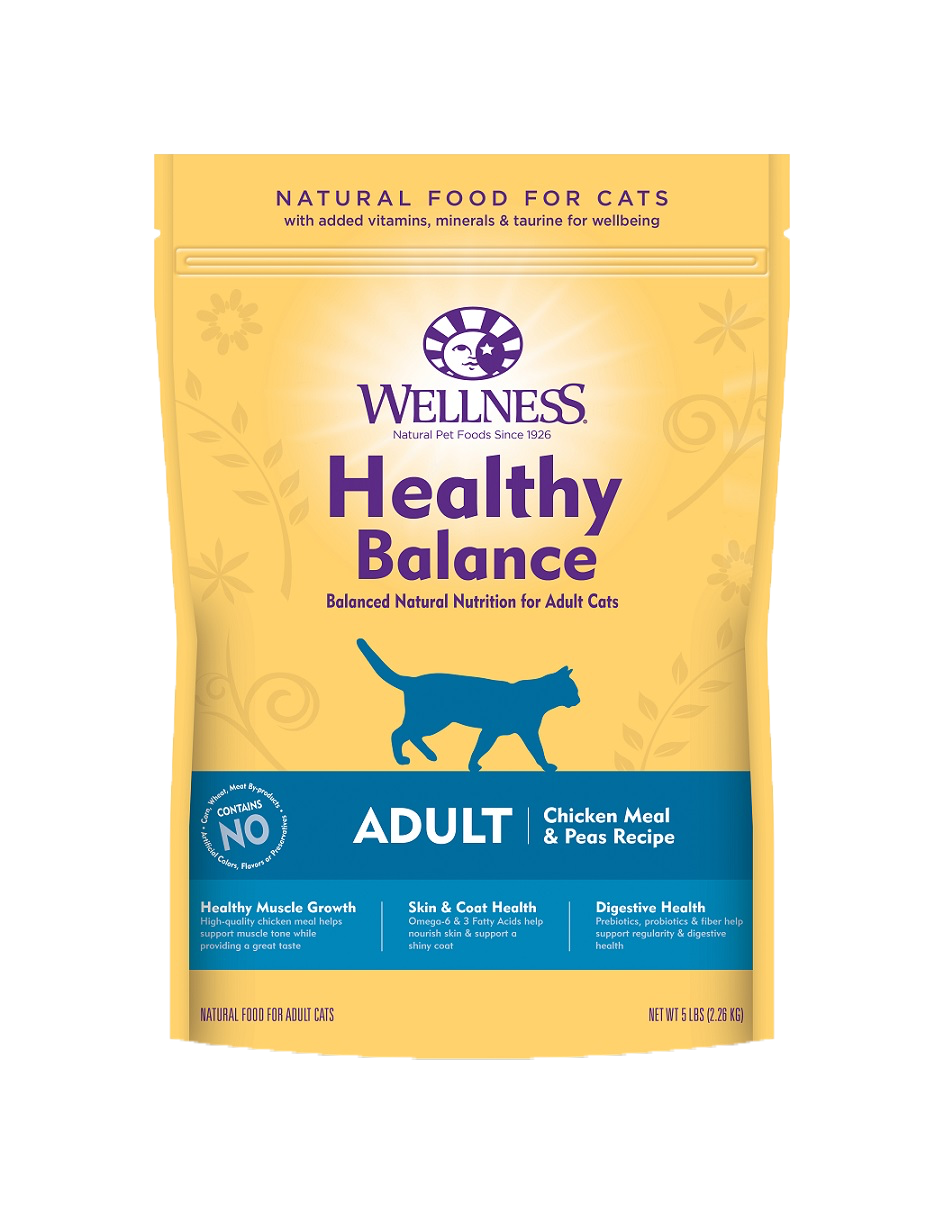 NATURAL FOOD FOR CATS
with added vitamins, minerals & taurine for wellbeing
WELLNESS®
Natural Pet Foods Since 1926
Healthy
Balance
Balanced Natural Nutrition for Adult Cats
• Corn, Wheat, Meat By-products •
CONTAINS
NO
Artificial Colors, Flavors or Preservatives
ADULT
Chicken Meal
& Peas Recipe
Healthy Muscle Growth
High-quality chicken meal helps
support muscle tone while
providing a great taste
Skin & Coat Health
Omega-6 & 3 Fatty Acids help
nourish skin & support a
shiny coat
Digestive Health
Prebiotics, probiotics & fiber help
support regularity & digestive
health
NATURAL FOOD FOR ADULT CATS
NET WT 5 LBS (2.26 KG)